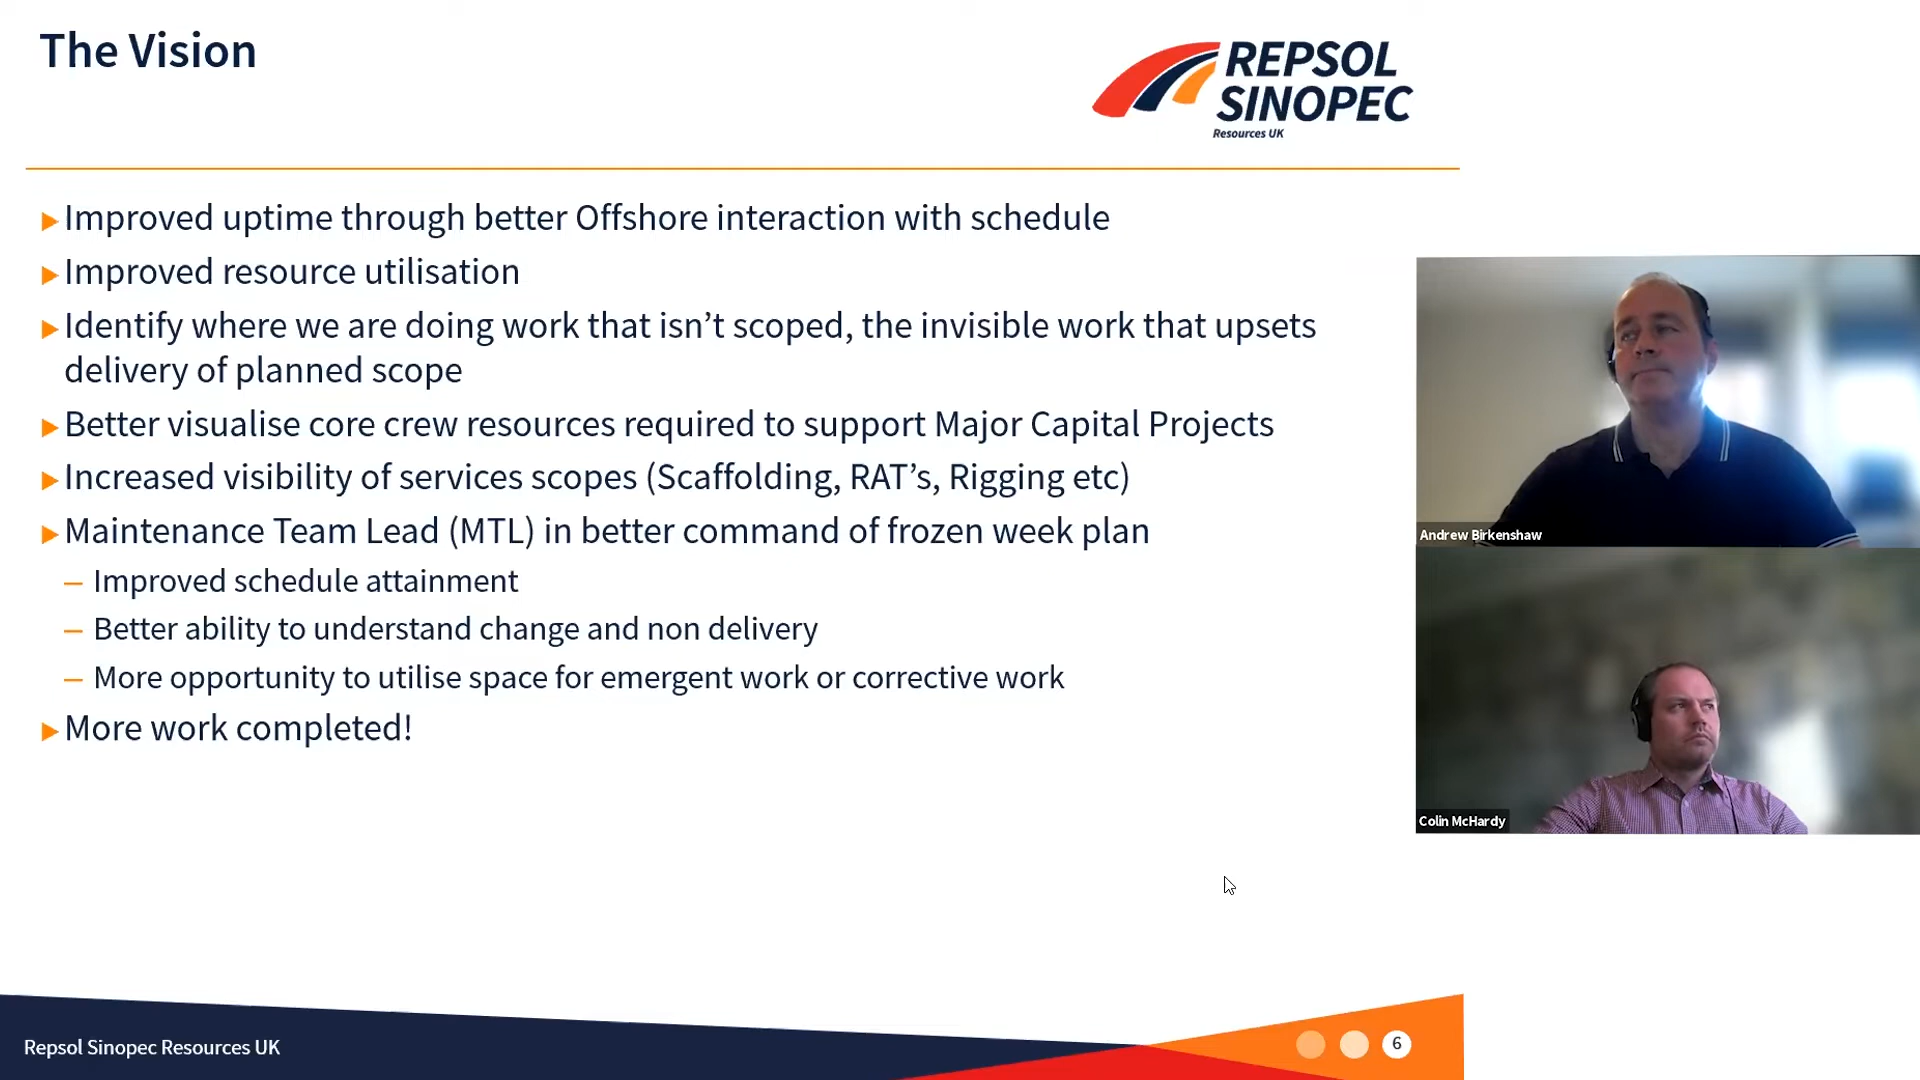 The Vision
REPSOL
SINOPEC
Resources UK
Improved uptime through better Offshore interaction with schedule
Improved resource utilisation
Identify where we are doing work that isn’t scoped, the invisible work that upsets
delivery of planned scope
Better visualise core crew resources required to support Major Capital Projects
Increased visibility of services scopes (Scaffolding, RAT’s, Rigging etc)
Maintenance Team Lead (MTL) in better command of frozen week plan
– Improved schedule attainment
– Better ability to understand change and non delivery
– More opportunity to utilise space for emergent work or corrective work
More work completed!
Andrew Birkenshaw
Colin McHardy
Repsol Sinopec Resources UK
6